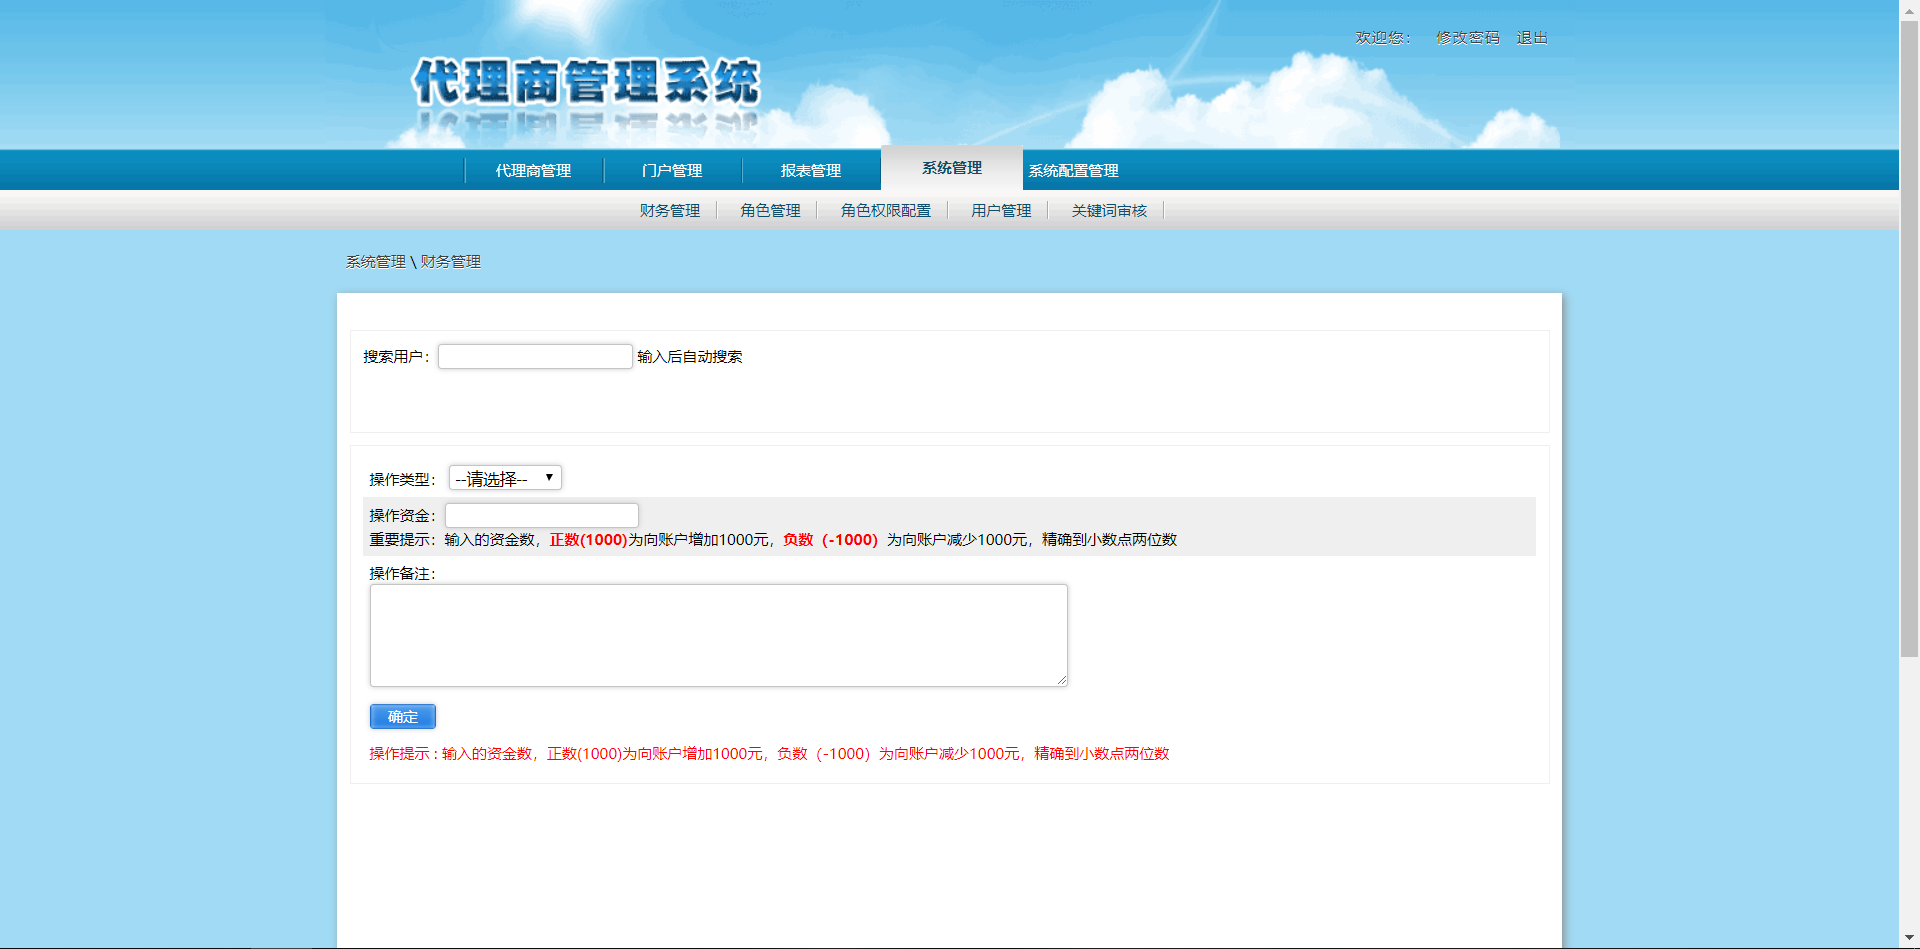 欢迎您： 修改密码 退出
代理商管理系统
代理商管理 门户管理 报表管理 系统管理 系统配置管理
财务管理 角色管理 角色权限配置 用户管理 关键词审核
系统管理 \ 财务管理
搜索用户： 输入后自动搜索
操作类型： --请选择--
操作资金：
重要提示：输入的资金数，正数(1000)为向账户增加1000元，负数（-1000）为向账户减少1000元，精确到小数点两位数
操作备注：
确定
操作提示 : 输入的资金数，正数(1000)为向账户增加1000元，负数（-1000）为向账户减少1000元，精确到小数点两位数